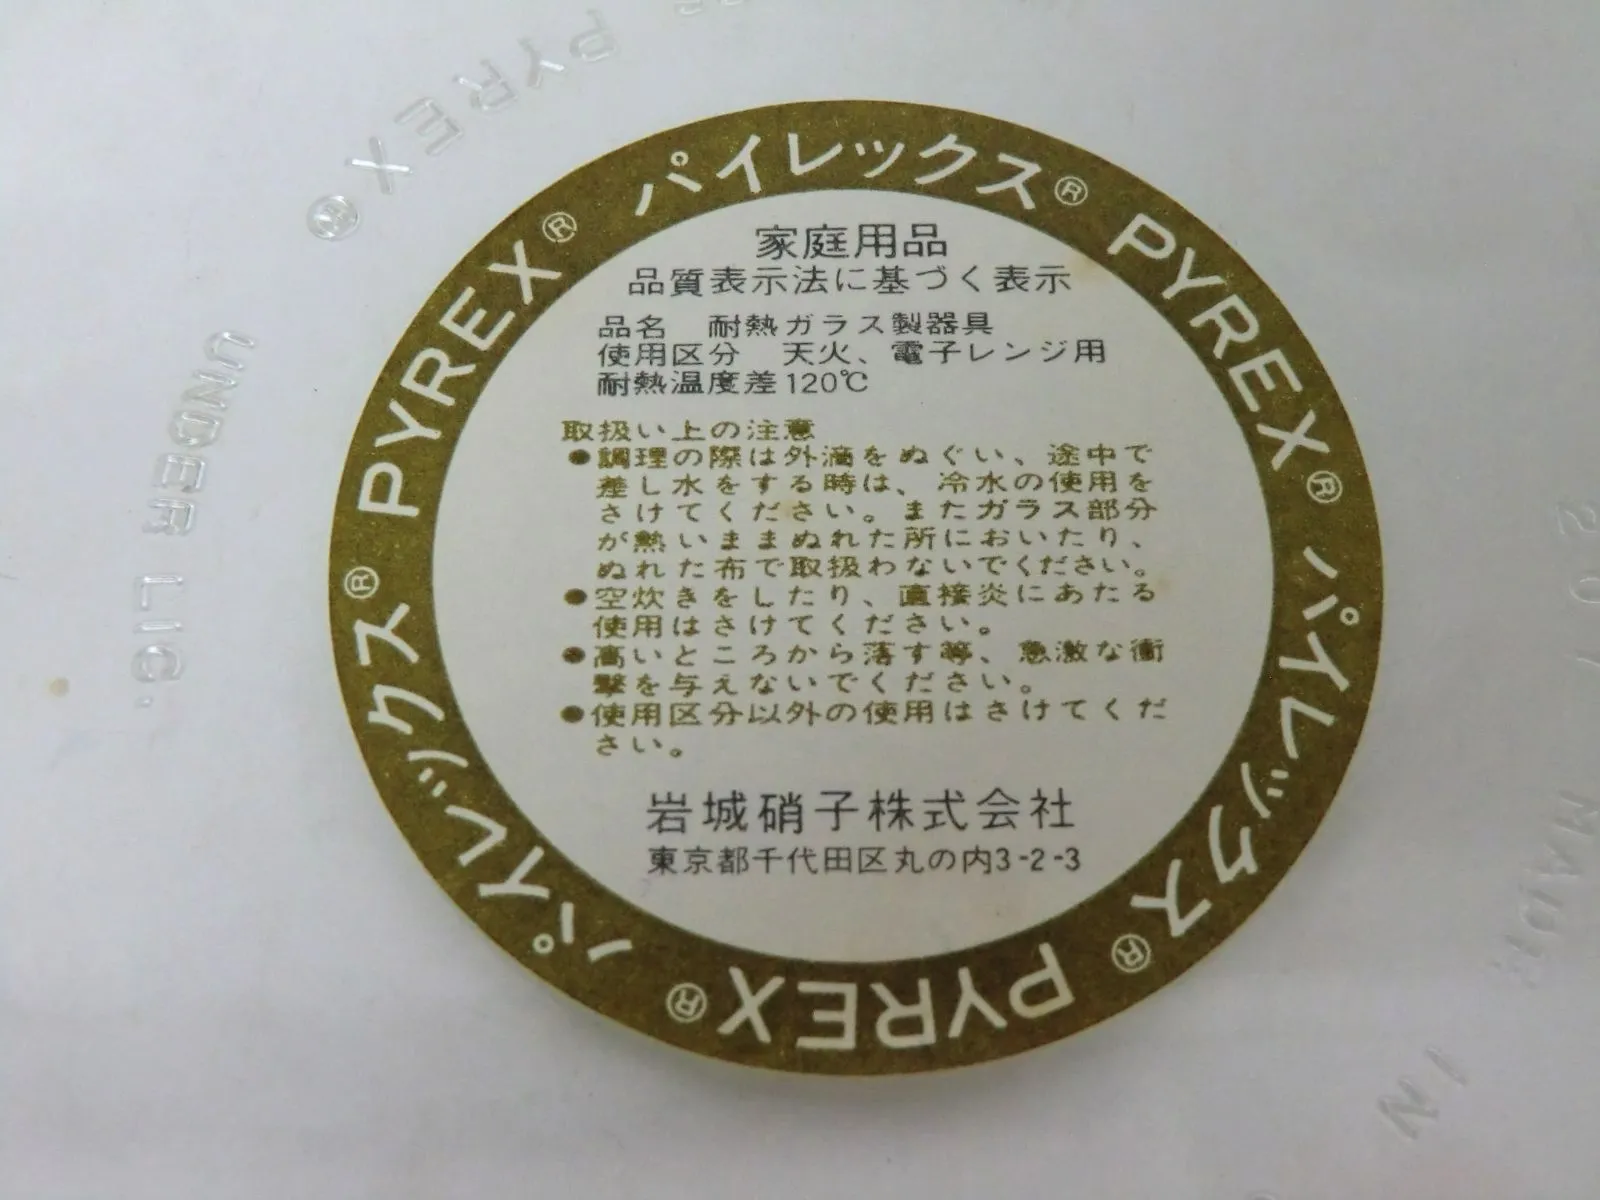 パイレックス® PYREX® パイレックス® PYREX® パイレックス® PYREX®
家庭用品
品質表示法に基づく表示
品名 耐熱ガラス製器具
使用区分 天火、電子レンジ用
耐熱温度差120℃
取扱い上の注意
●調理の際は外滴をぬぐい、途中で
差し水をする時は、冷水の使用を
さけてください。またガラス部分
が熱いままぬれた所においたり、
ぬれた布で取扱わないでください。
●空炊きをしたり、直接炎にあたる
使用はさけてください。
●高いところから落す等、急激な衝
撃を与えないでください。
●使用区分以外の使用はさけてくだ
さい。
岩城硝子株式会社
東京都千代田区丸の内3-2-3
PYREX®
UNDER LIC.
207 MADE
IN